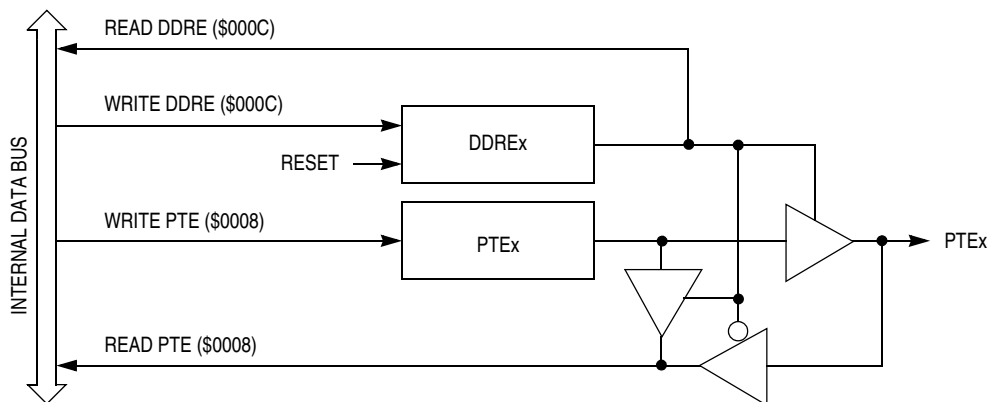 READ DDRE ($000C)
WRITE DDRE ($000C)
DDREx
RESET
WRITE PTE ($0008)
PTEx
PTEx
READ PTE ($0008)
INTERNAL DATA BUS